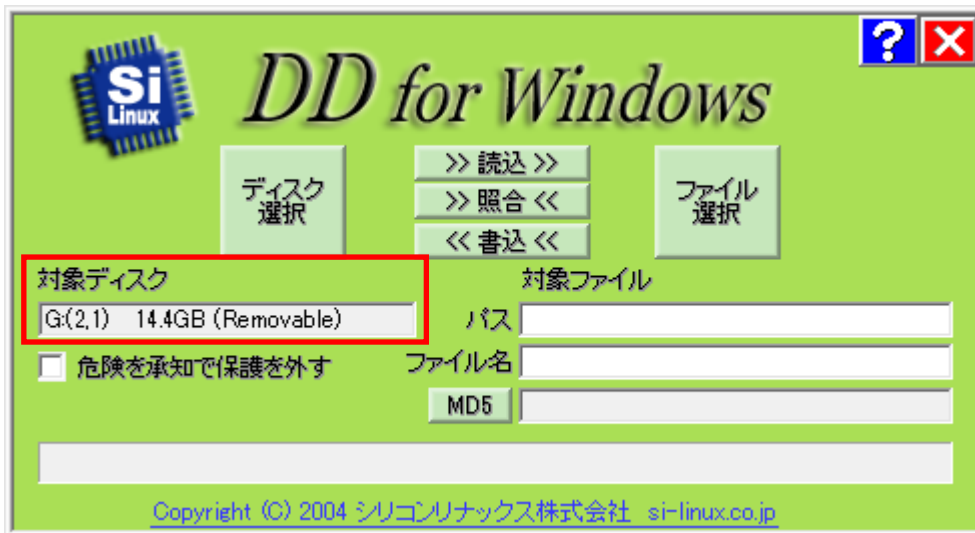 Si
Linux
DD for Windows
?
ディスク
選択
>> 読込 >>
>> 照合 <<
<< 書込 <<
ファイル
選択
対象ディスク
G:(2,1) 14.4GB (Removable)
危険を承知で保護を外す
対象ファイル
パス
ファイル名
MD5
Copyright (C) 2004 シリコンリナックス株式会社 si-linux.co.jp